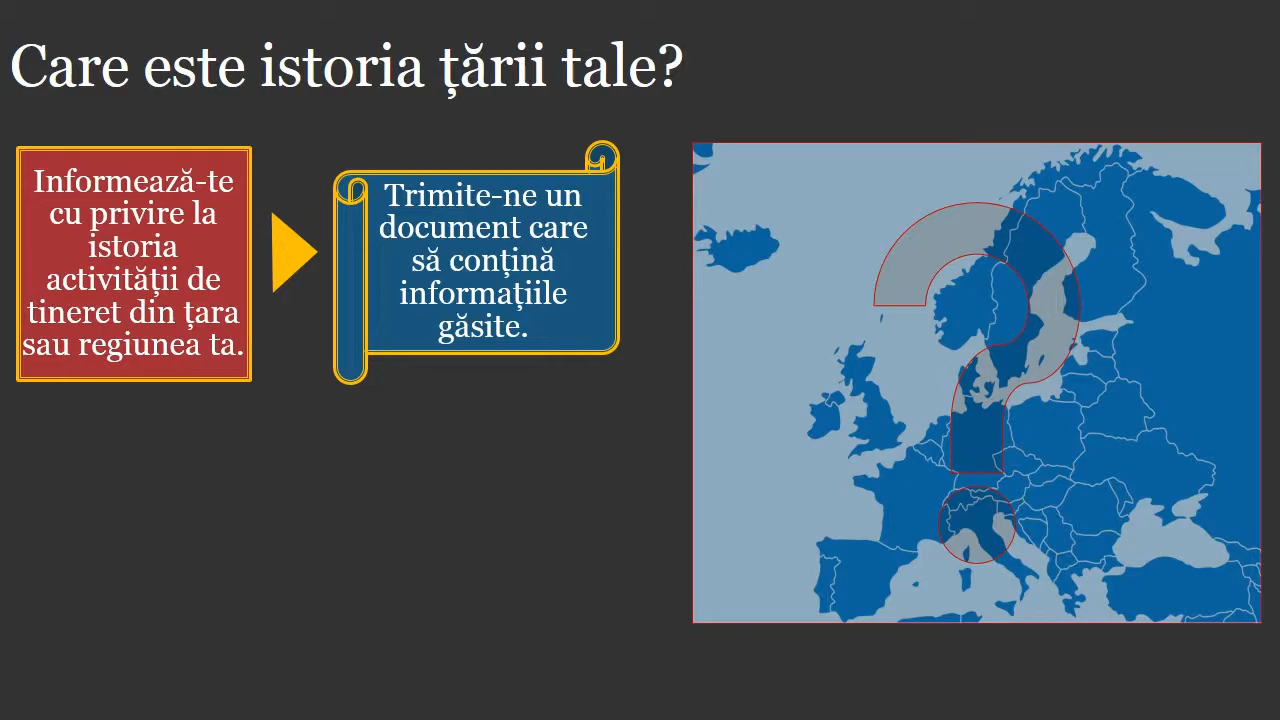 Care este istoria țării tale?
Informează-te
cu privire la
istoria
activității de
tineret din țara
sau regiunea ta.
Trimite-ne un
document care
să conțină
informațiile
găsite.